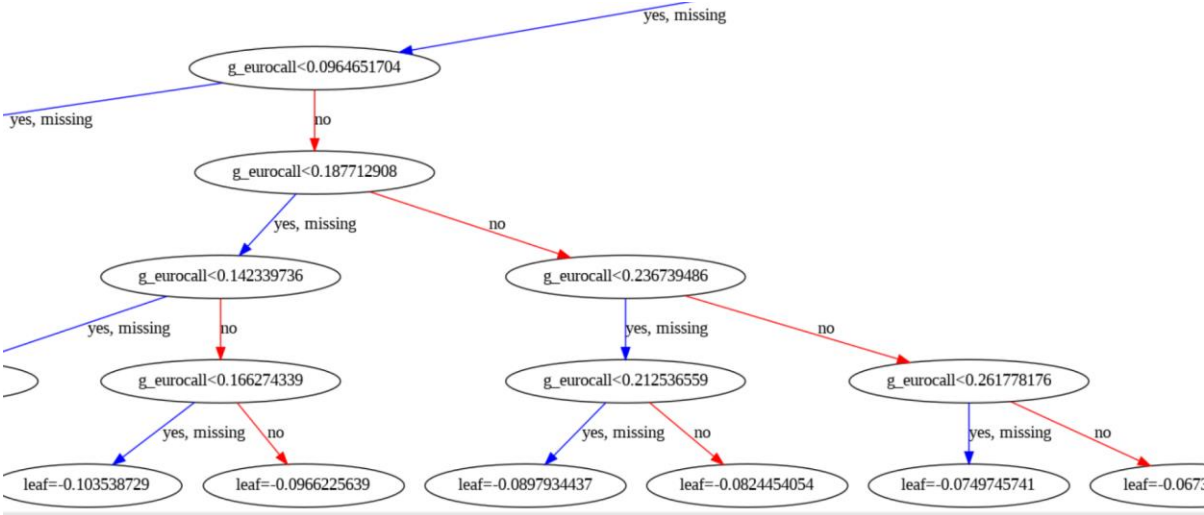 yes, missing
g_eurocall<0.0964651704
yes, missing
no
g_eurocall<0.187712908
yes, missing
no
g_eurocall<0.142339736
g_eurocall<0.236739486
yes, missing
no
yes, missing
no
g_eurocall<0.166274339
g_eurocall<0.212536559
g_eurocall<0.261778176
yes, missing
no
yes, missing
no
yes, missing
no
leaf=-0.103538729
leaf=-0.0966225639
leaf=-0.0897934437
leaf=-0.0824454054
leaf=-0.0749745741